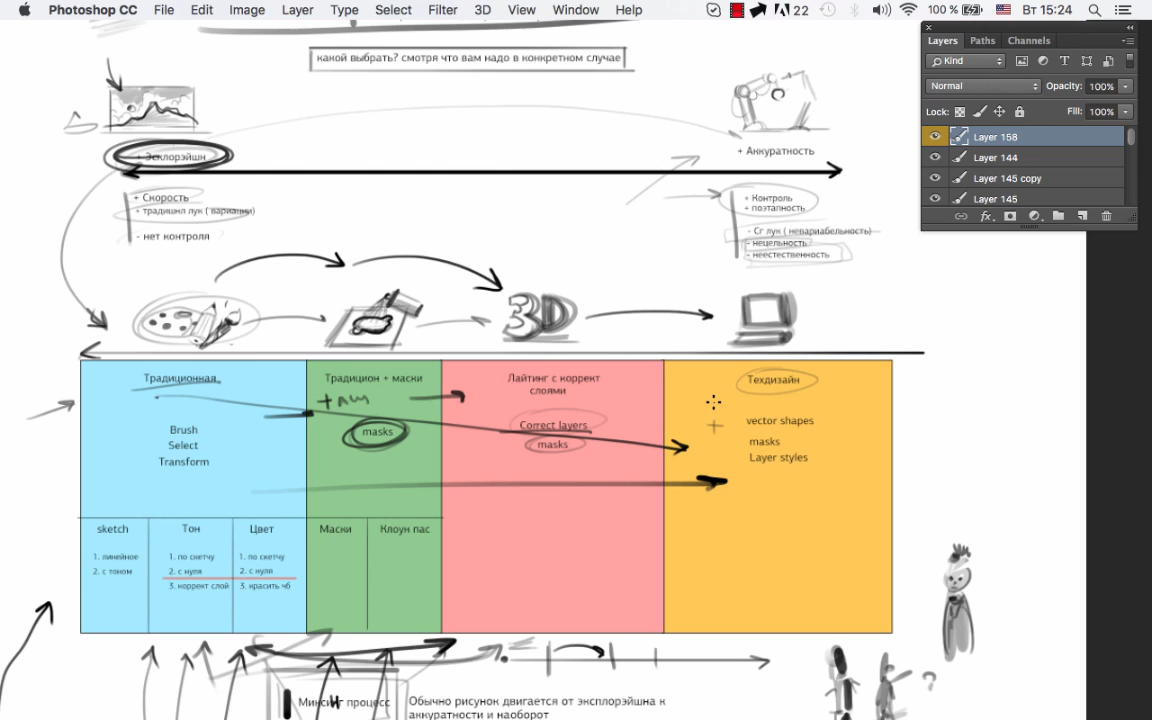 Photoshop CC File Edit Image Layer Type Select Filter 3D View Window Help 22 100 % Вт 15:24
Layers Paths Channels
Kind
Normal Opacity: 100%
Lock: Fill: 100%
Layer 158
Layer 144
Layer 145 copy
Layer 145
fx
какой выбрать? смотря что вам надо в конкретном случае
+ Эсклорэйшн
+ Аккуратность
+ Скорость
+ традишнл лук ( вариации)
- нет контроля
+ Контроль
+ поэтапность
- Сг лук ( невариабельность)
- нецельность
- неестественность
3D
Традиционная
Brush
Select
Transform
Традицион + маски
masks
Лайтинг с коррект
слоями
Correct layers
masks
Техдизайн
vector shapes
masks
Layer styles
sketch
1. линейное
2. с тоном
Тон
1. по скетчу
2. с нуля
3. коррект слой
Цвет
1. по скетчу
2. с нуля
3. красить чб
Маски
Клоун пас
?
процесс
Обычно рисунок двигается от эксплорэйшна к
аккуратности и наоборот